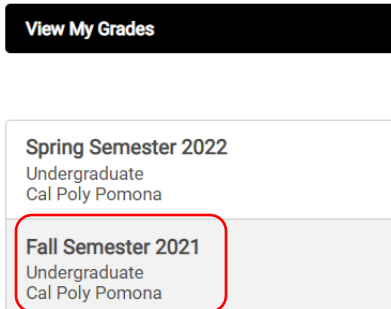 View My Grades
Spring Semester 2022
Undergraduate
Cal Poly Pomona
Fall Semester 2021
Undergraduate
Cal Poly Pomona